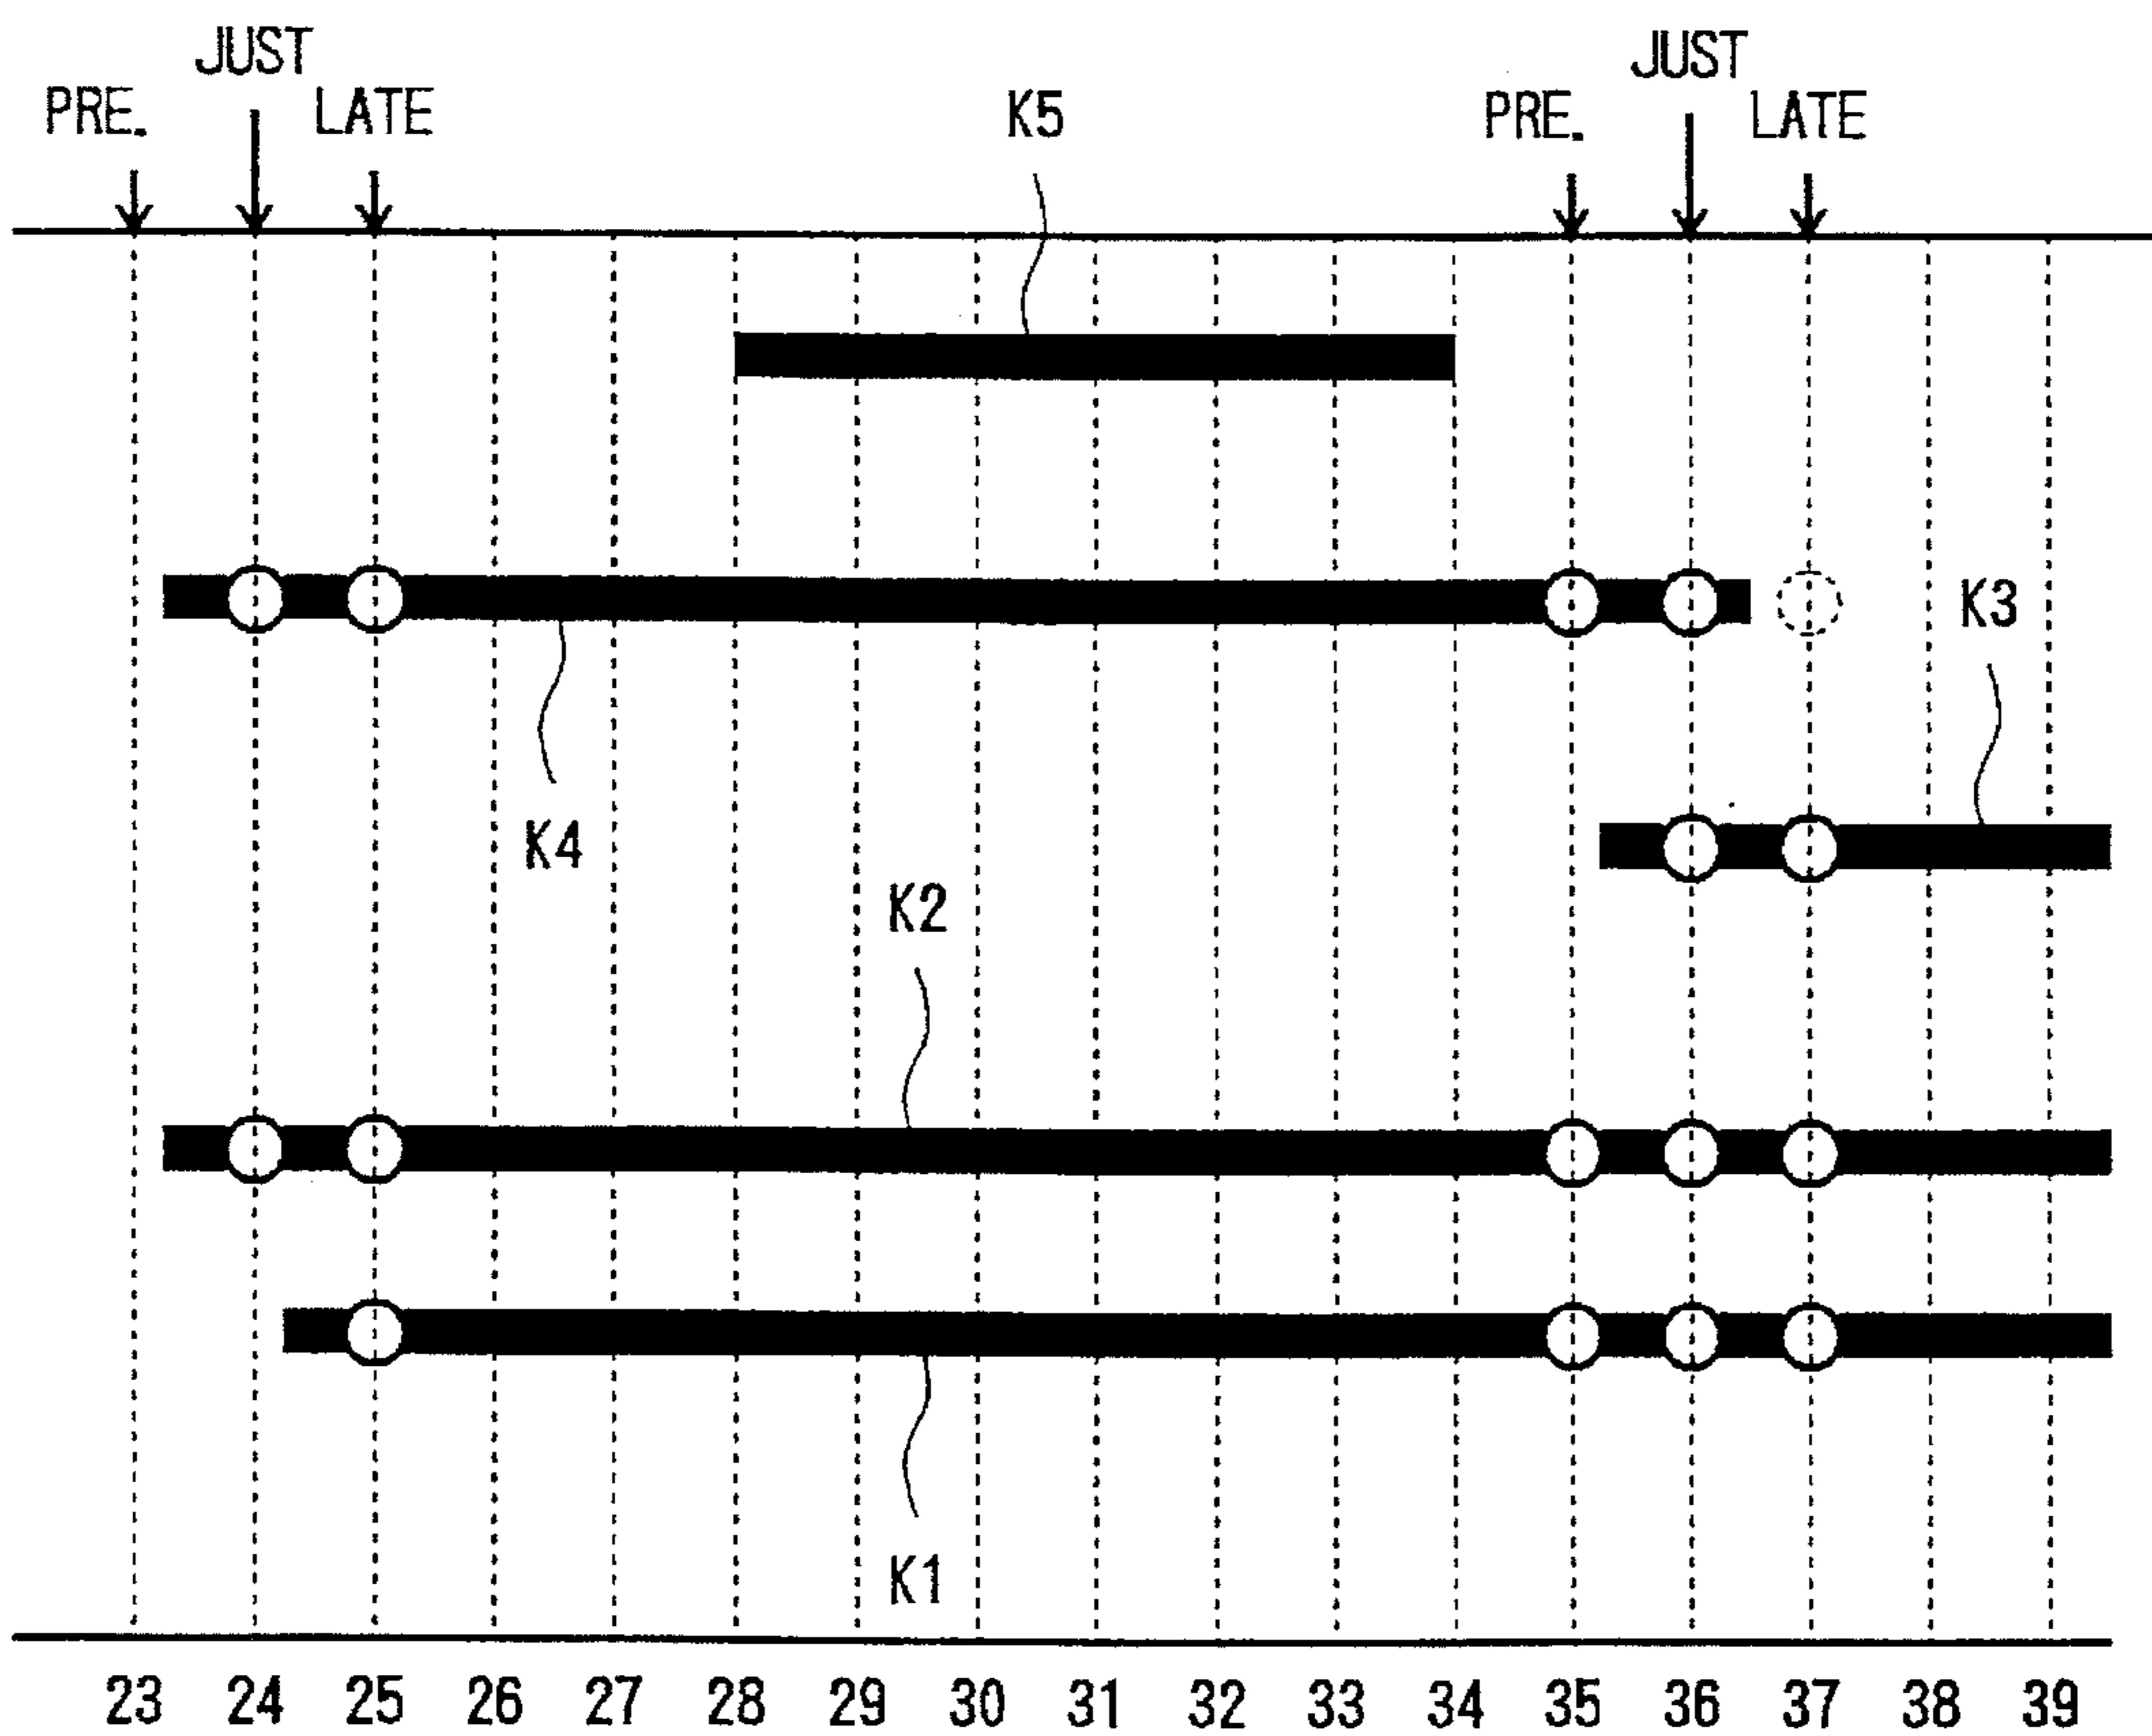 JUST JUST
PRE. LATE K5 PRE. LATE
K3
K4
K2
K1
23 24 25 26 27 28 29 30 31 32 33 34 35 36 37 38 39